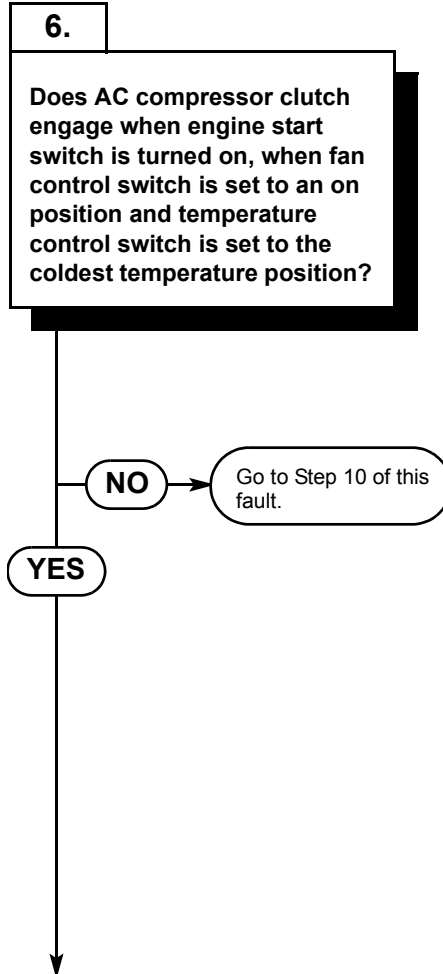 6.
Does AC compressor clutch
engage when engine start
switch is turned on, when fan
control switch is set to an on
position and temperature
control switch is set to the
coldest temperature position?
NO
Go to Step 10 of this
fault.
YES